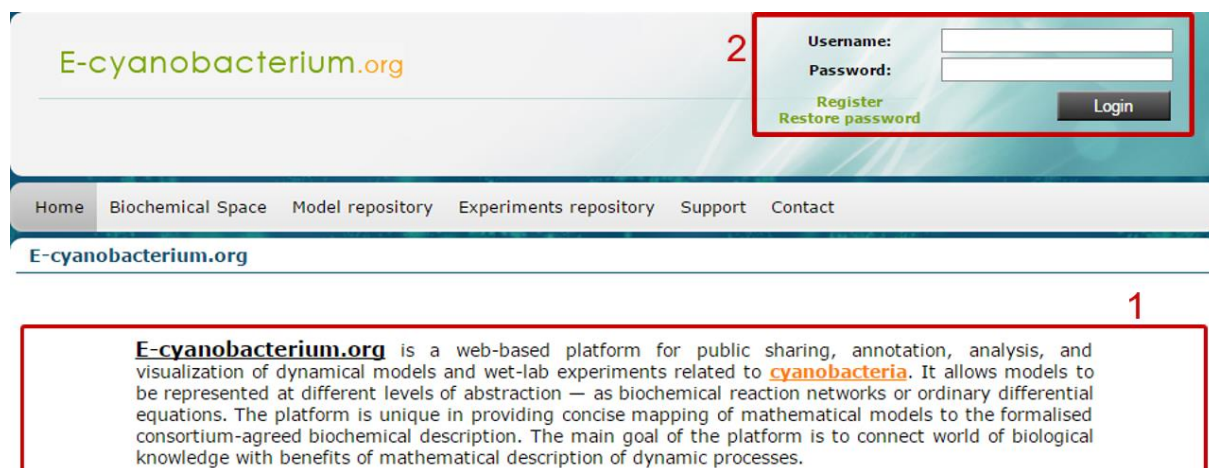 E-cyanobacterium.org
2
Username:
Password:
Register
Restore password
Login
Home Biochemical Space Model repository Experiments repository Support Contact
E-cyanobacterium.org
1
E-cyanobacterium.org is a web-based platform for public sharing, annotation, analysis, and
visualization of dynamical models and wet-lab experiments related to cyanobacteria. It allows models to
be represented at different levels of abstraction — as biochemical reaction networks or ordinary differential
equations. The platform is unique in providing concise mapping of mathematical models to the formalised
consortium-agreed biochemical description. The main goal of the platform is to connect world of biological
knowledge with benefits of mathematical description of dynamic processes.